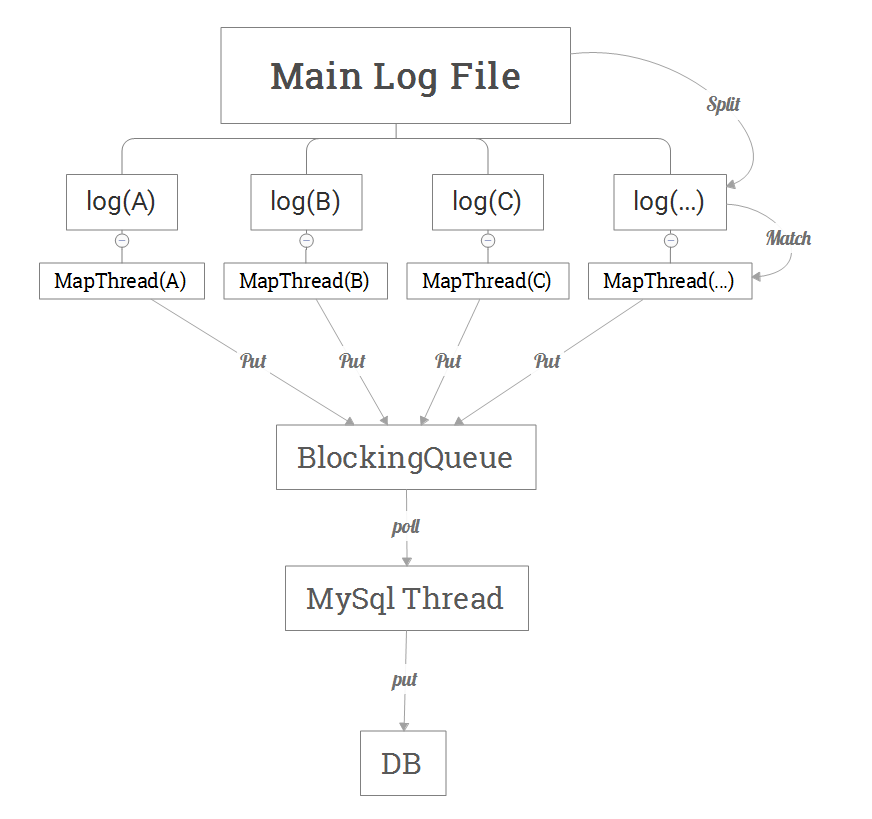 Main Log File
Split
log(A)
log(B)
log(C)
log(...)
Match
MapThread(A)
MapThread(B)
MapThread(C)
MapThread(...)
Put
Put
Put
Put
BlockingQueue
poll
MySql Thread
put
DB